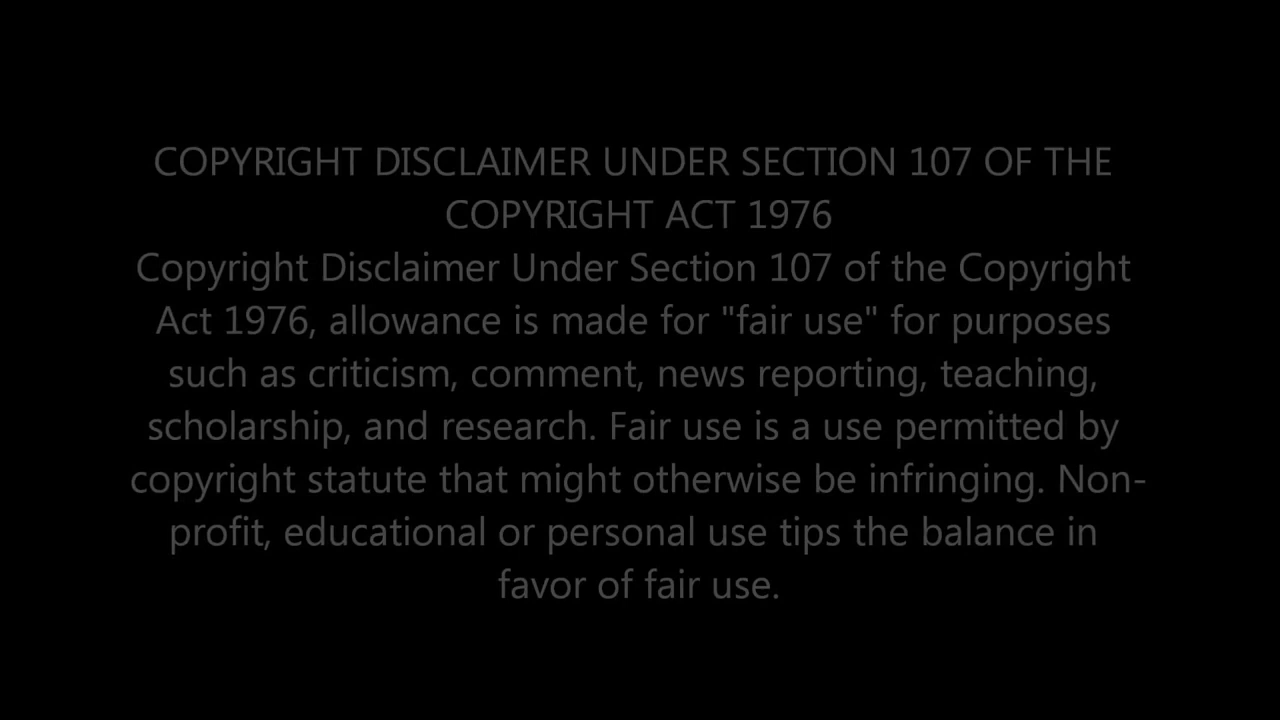 COPYRIGHT DISCLAIMER UNDER SECTION 107 OF THE
COPYRIGHT ACT 1976
Copyright Disclaimer Under Section 107 of the Copyright
Act 1976, allowance is made for "fair use" for purposes
such as criticism, comment, news reporting, teaching,
scholarship, and research. Fair use is a use permitted by
copyright statute that might otherwise be infringing. Non-
profit, educational or personal use tips the balance in
favor of fair use.